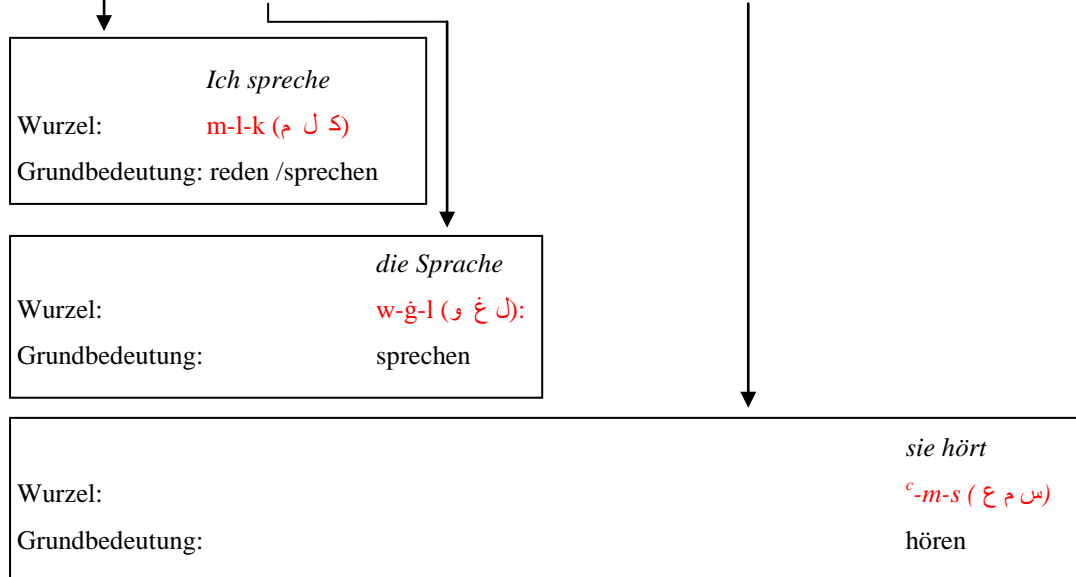 Ich spreche
Wurzel: m-l-k (ك ل م)
Grundbedeutung: reden /sprechen
die Sprache
Wurzel: w-ġ-l (ل غ و):
Grundbedeutung: sprechen
sie hört
Wurzel: ᶜ-m-s ( س م ع)
Grundbedeutung: hören